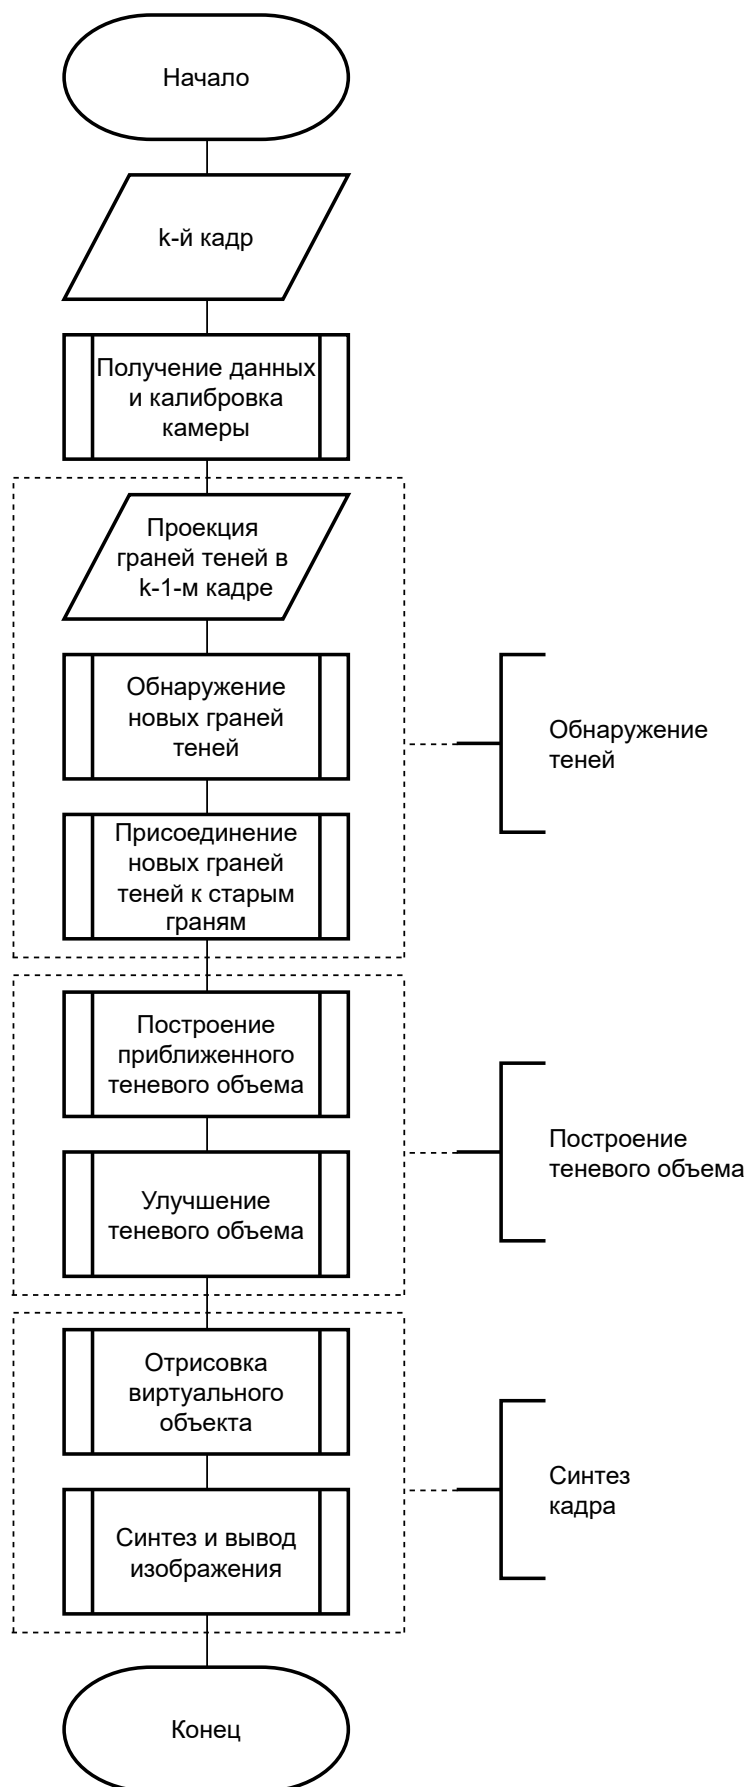 Начало
k-й кадр
Получение данных
и калибровка
камеры
Проекция
граней теней в
k-1-м кадре
Обнаружение
новых граней
теней
Обнаружение
теней
Присоединение
новых граней
теней к старым
граням
Построение
приближенного
теневого объема
Построение
теневого объема
Улучшение
теневого объема
Отрисовка
виртуального
объекта
Синтез
кадра
Синтез и вывод
изображения
Конец